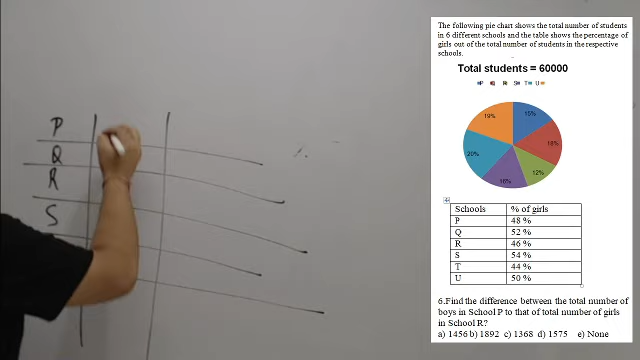 The following pie chart shows the total number of students
in 6 different schools and the table shows the percentage of
girls out of the total number of students in the respective
schools.
Total students = 60000
P Q R S T U
19% 15%
18%
20%
16% 12%
Schools % of girls
P 48 %
Q 52 %
R 46 %
S 54 %
T 44 %
U 50 %
6.Find the difference between the total number of
boys in School P to that of total number of girls
in School R?
a) 1456 b) 1892 c) 1368 d) 1575 e) None
P
Q
R
S